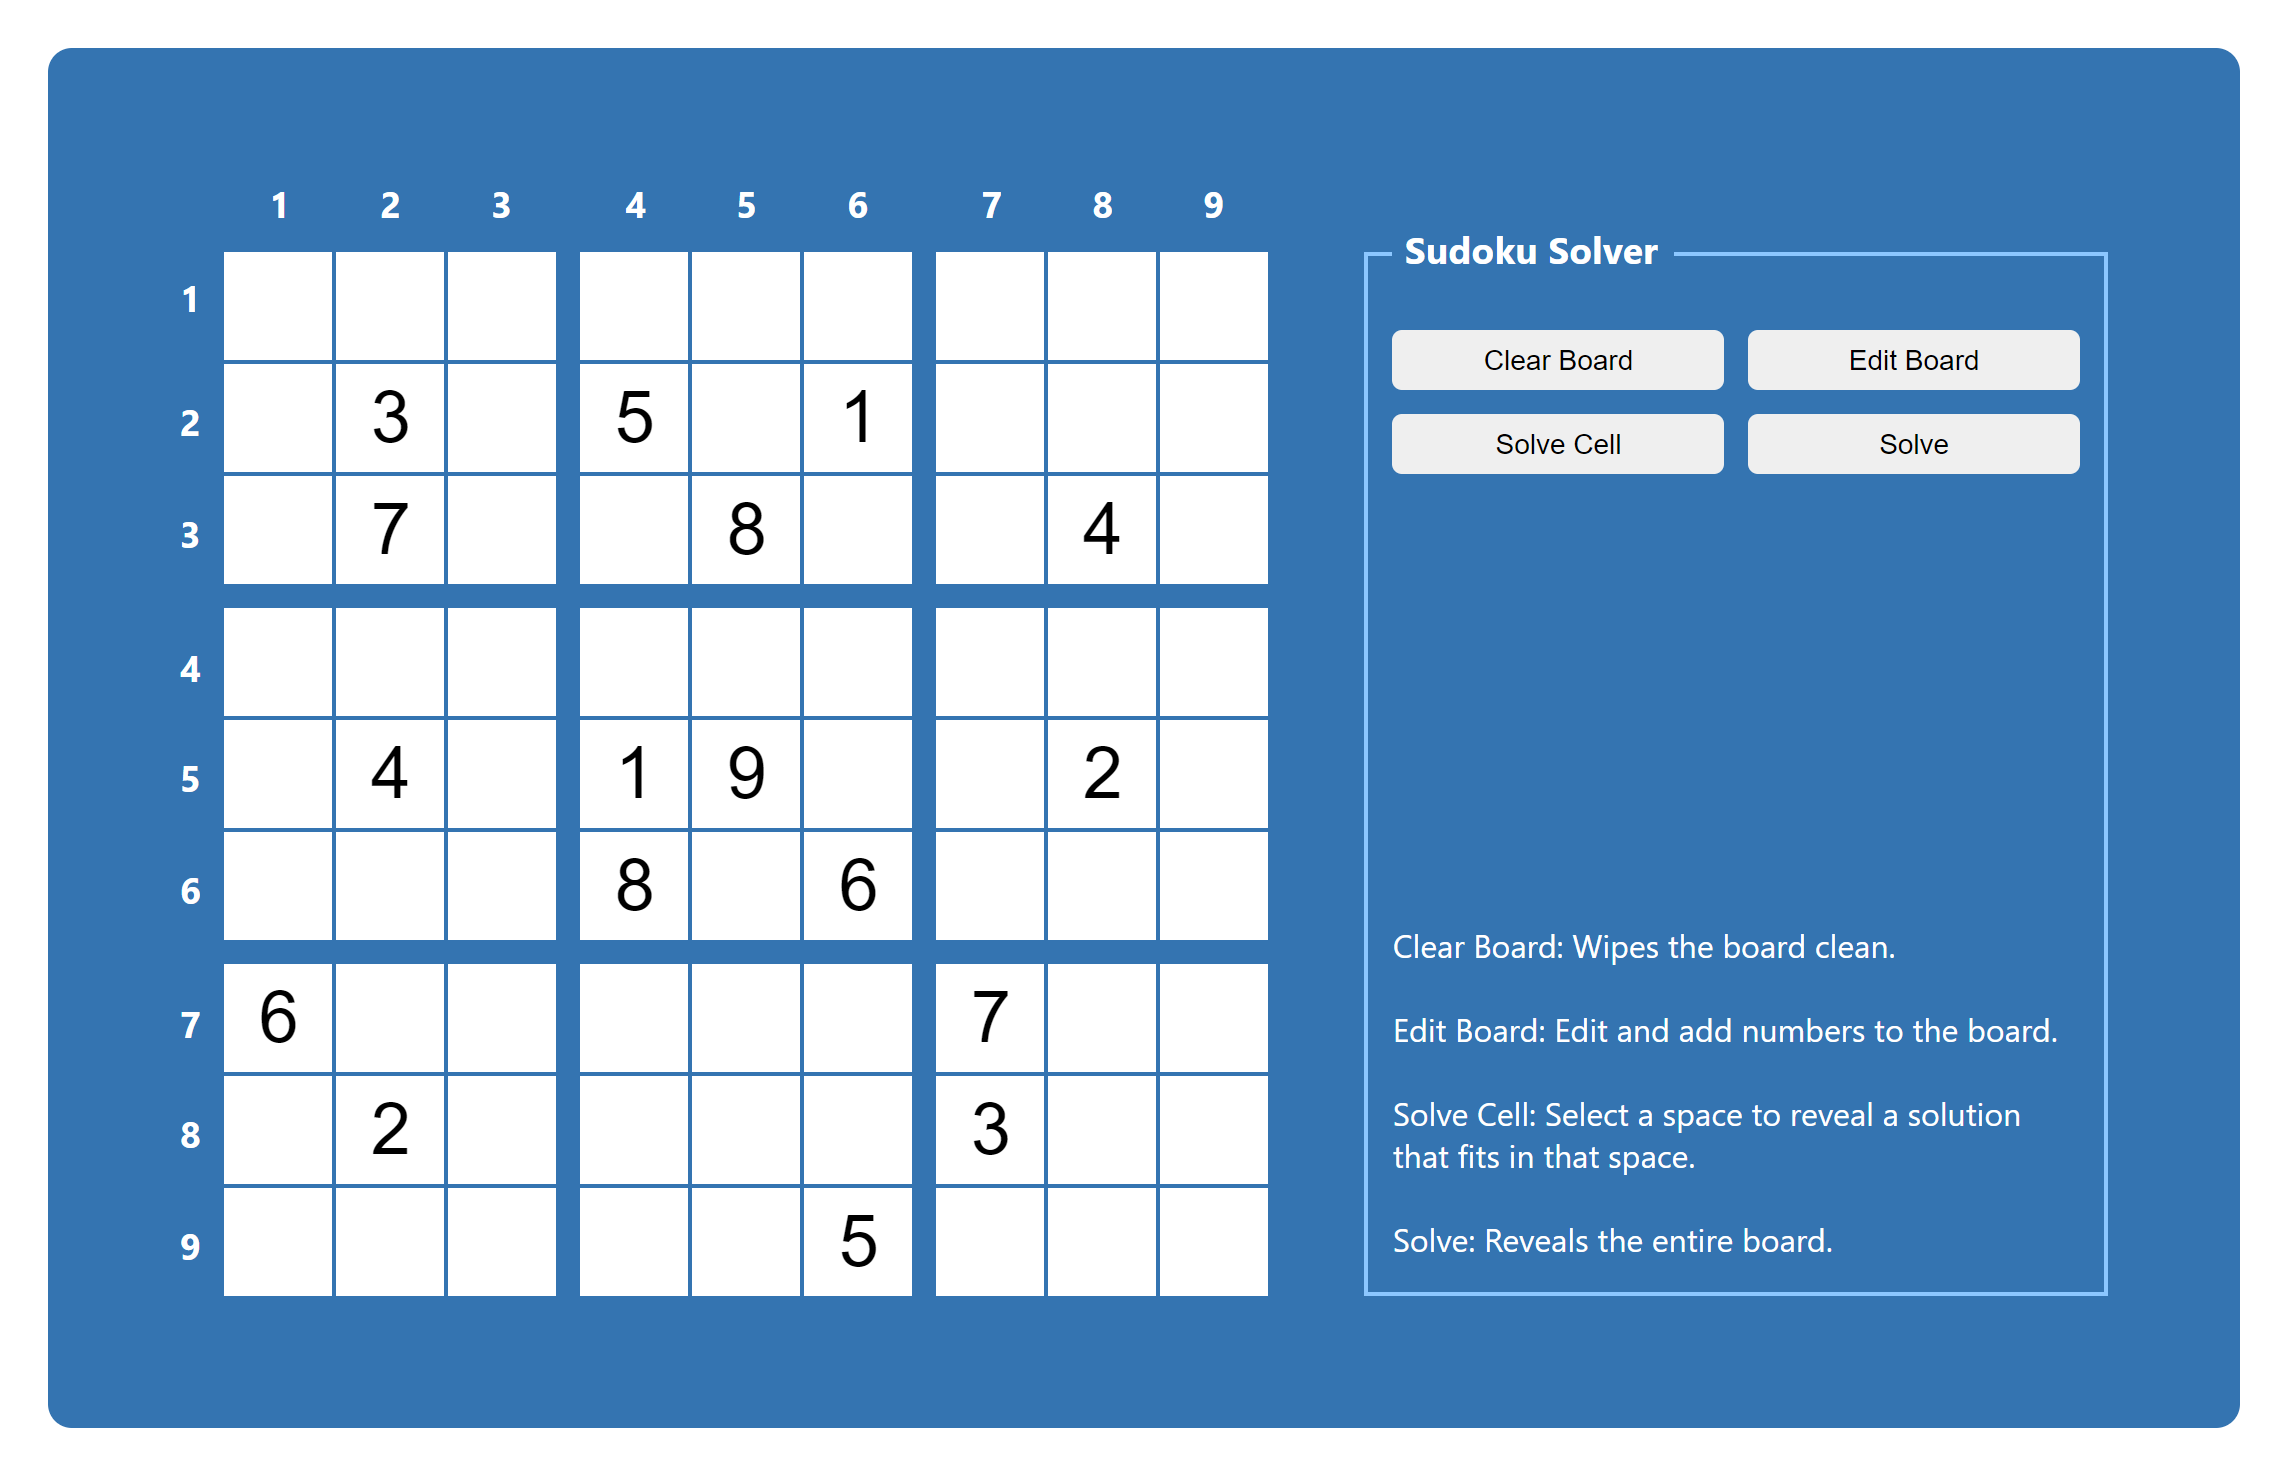 1 2 3 4 5 6 7 8 9
1
2 3 5 1
3 7 8 4
4
5 4 1 9 2
6 8 6
7 6 7
8 2 3
9 5
Sudoku Solver
Clear Board Edit Board
Solve Cell Solve
Clear Board: Wipes the board clean.
Edit Board: Edit and add numbers to the board.
Solve Cell: Select a space to reveal a solution
that fits in that space.
Solve: Reveals the entire board.